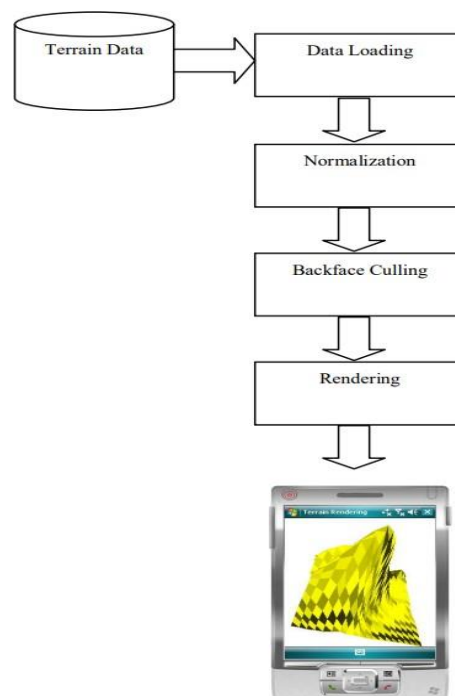 Terrain Data
Data Loading
Normalization
Backface Culling
Rendering
Terrain Rendering